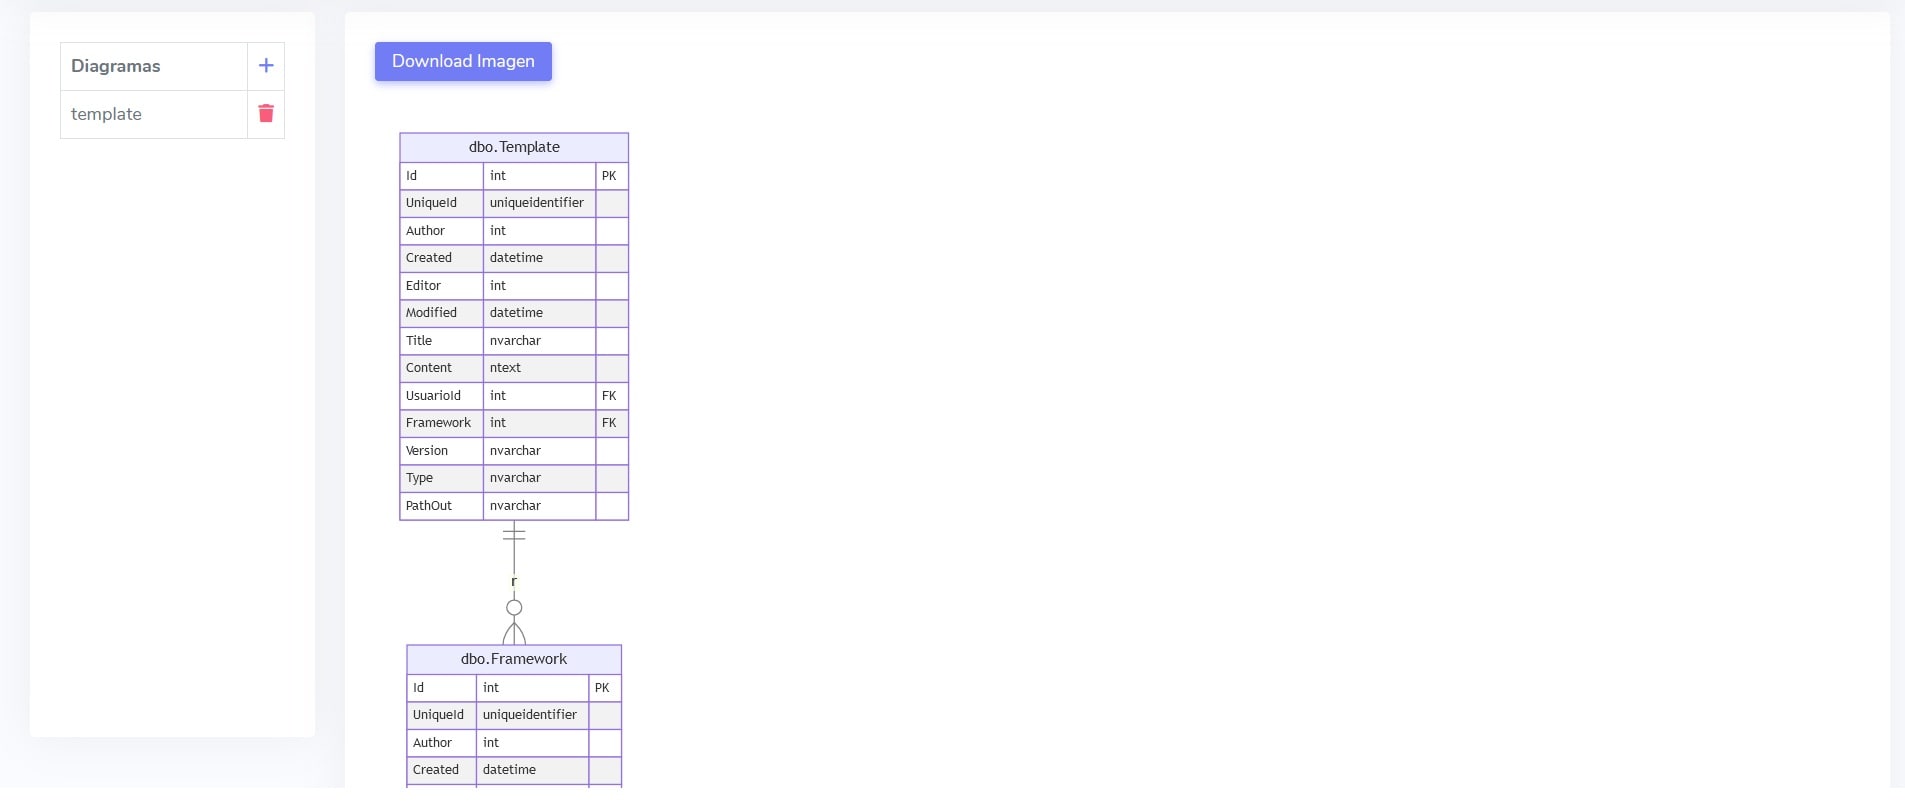 Diagramas +
template
Download Imagen
dbo.Template
Id int PK
UniqueId uniqueidentifier
Author int
Created datetime
Editor int
Modified datetime
Title nvarchar
Content ntext
UsuarioId int FK
Framework int FK
Version nvarchar
Type nvarchar
PathOut nvarchar
r
dbo.Framework
Id int PK
UniqueId uniqueidentifier
Author int
Created datetime